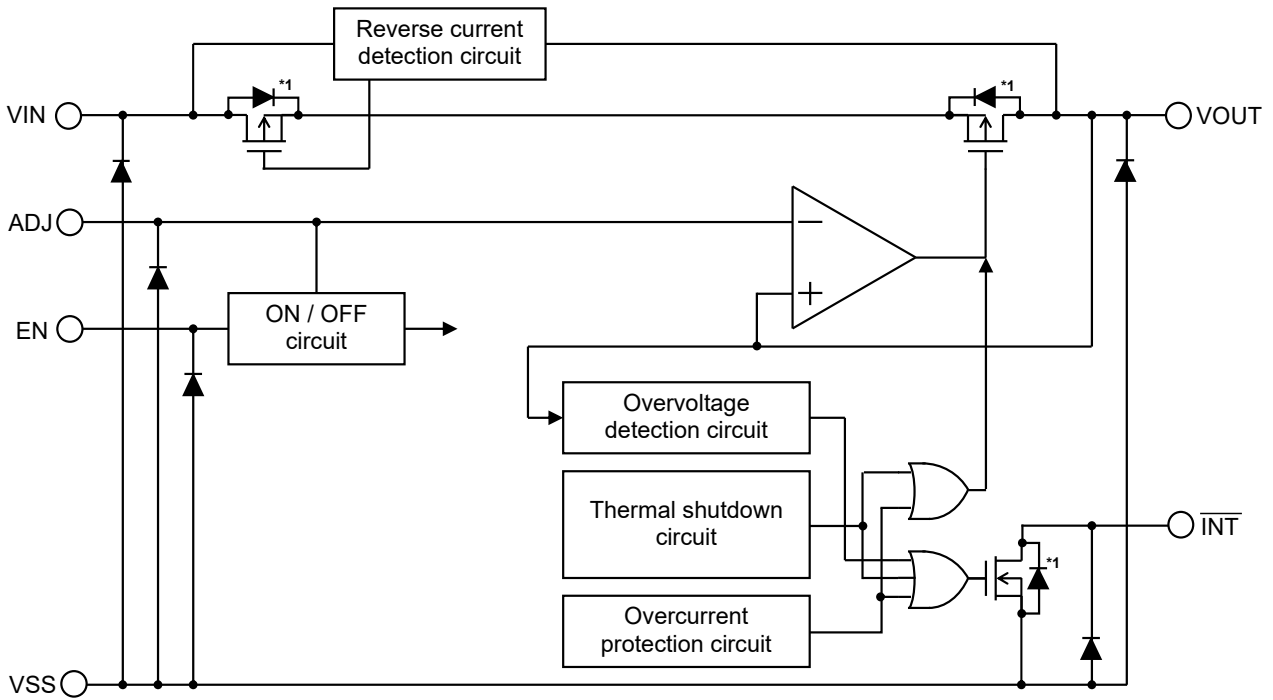 Reverse current
detection circuit
*1
*1
VIN
VOUT
ADJ
EN
ON / OFF
circuit
Overvoltage
detection circuit
Thermal shutdown
circuit
INT
*1
Overcurrent
protection circuit
VSS